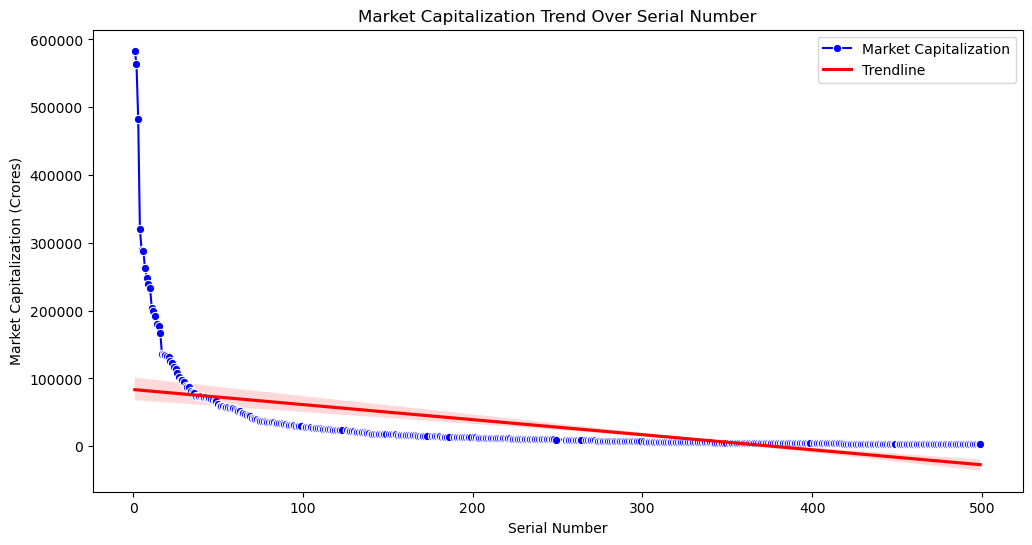 Market Capitalization Trend Over Serial Number
Market Capitalization
Trendline
Market Capitalization (Crores)
600000
500000
400000
300000
200000
100000
0
0 100 200 300 400 500
Serial Number